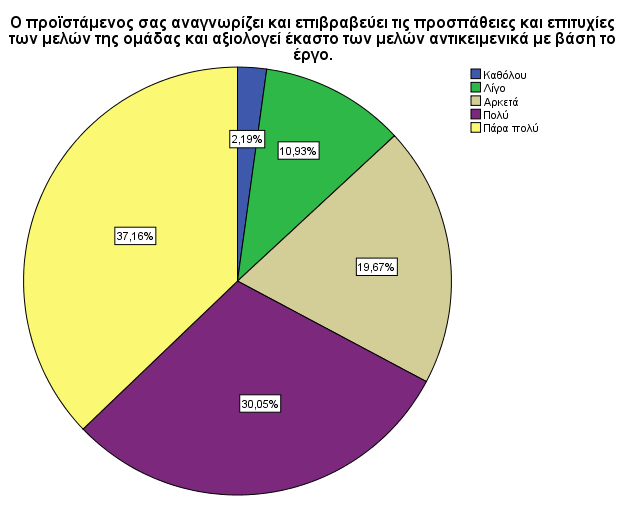 Ο προϊστάμενος σας αναγνωρίζει και επιβραβεύει τις προσπάθειες και επιτυχίες
των μελών της ομάδας και αξιολογεί έκαστο των μελών αντικειμενικά με βάση το
έργο.
Καθόλου
Λίγο
Αρκετά
Πολύ
Πάρα πολύ
2,19%
10,93%
37,16%
19,67%
30,05%